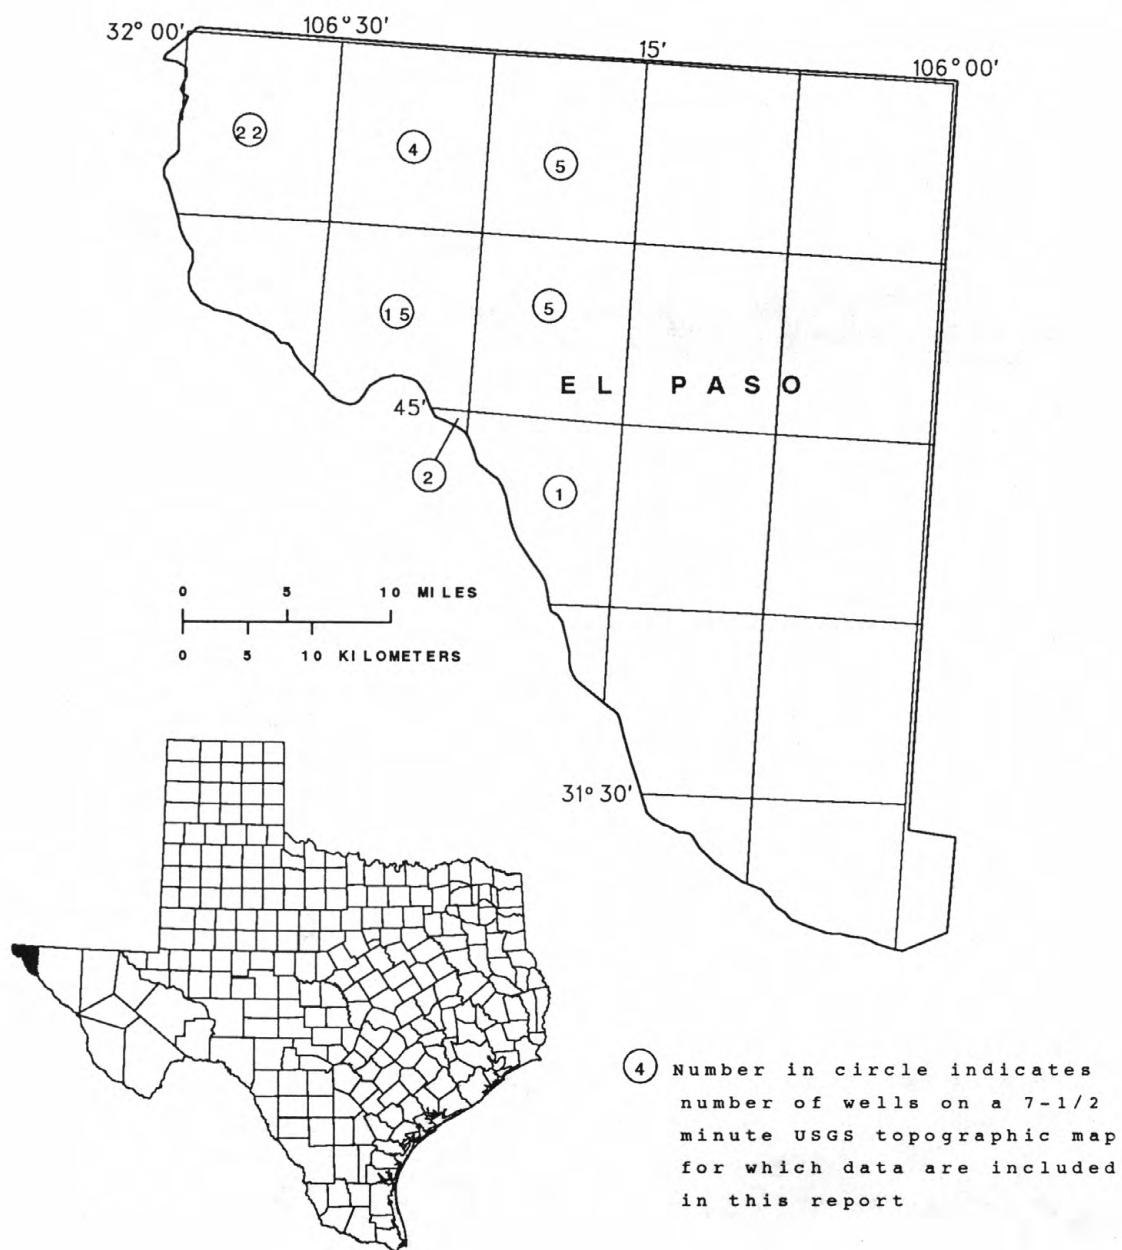 32° 00'
106° 30'
15'
106° 00'
22
4
5
15
5
EL PASO
45'
2
1
0 5 10 MILES
0 5 10 KILOMETERS
31° 30'
4 Number in circle indicates
number of wells on a 7-1/2
minute USGS topographic map
for which data are included
in this report